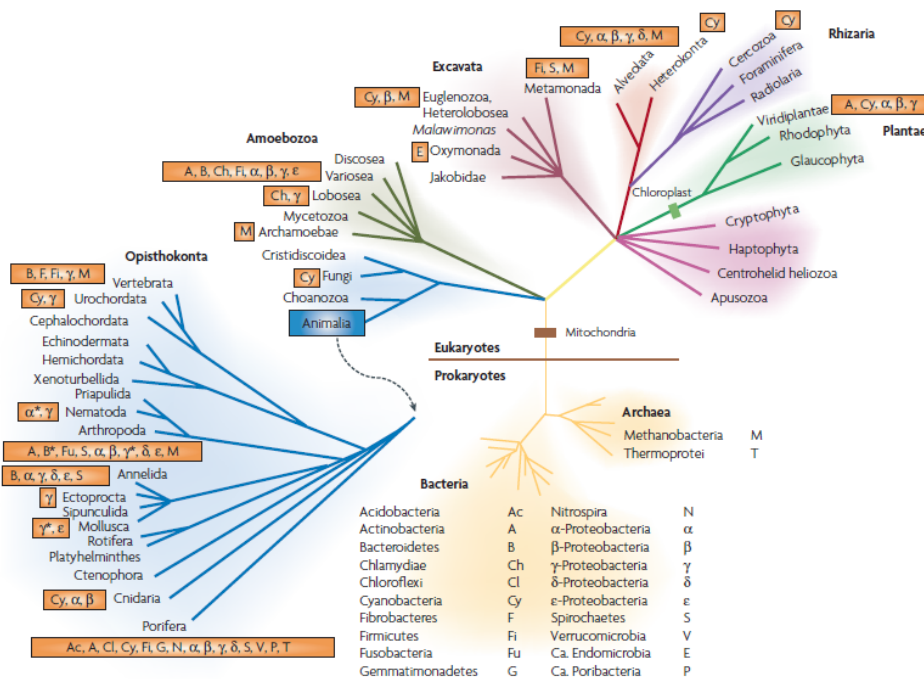 Cy
Cy
Cy, α, β, γ, δ, M
Rhizaria
Cercozoa
Foraminifera
Radiolaria
Heterokonta
Alveolata
Excavata
Fi, S, M
Metamonada
Cy, β, M
Euglenozoa,
Heterolobosea
Malawimonas
E
Oxymonada
Jakobidae
A, Cy, α, β, γ
Plantae
Viridiplantae
Rhodophyta
Glaucophyta
Chloroplast
Amoebozoa
Discosea
A, B, Ch, Fi, α, β, γ, ε
Variosea
Ch, γ
Lobosea
Mycetozoa
M
Archamoebae
Cryptophyta
Haptophyta
Centrohelid heliozoa
Apusozoa
Opisthokonta
Cristidiscoidea
Cy
Fungi
Choanozoa
Animalia
B, F, Fi, γ, M
Vertebrata
Cy, γ
Urochordata
Cephalochordata
Echinodermata
Hemichordata
Xenoturbellida
Priapulida
α*, γ
Nematoda
Arthropoda
A, B*, Fu, S, α, β, γ*, δ, ε, M
B, α, γ, δ, ε, S
Annelida
γ
Ectoprocta
Sipunculida
γ*, ε
Mollusca
Rotifera
Platyhelminthes
Ctenophora
Cy, α, β
Cnidaria
Porifera
Ac, A, Cl, Cy, Fi, G, N, α, β, γ, δ, S, V, P, T
Mitochondria
Eukaryotes
Prokaryotes
Archaea
Methanobacteria M
Thermoprotei T
Bacteria
Acidobacteria Ac Nitrospira N
Actinobacteria A α-Proteobacteria α
Bacteroidetes B β-Proteobacteria β
Chlamydiae Ch γ-Proteobacteria γ
Chloroflexi Cl δ-Proteobacteria δ
Cyanobacteria Cy ε-Proteobacteria ε
Fibrobacteres F Spirochaetes S
Firmicutes Fi Verrucomicrobia V
Fusobacteria Fu Ca. Endomicrobia E
Gemmatimonadetes G Ca. Poribacteria P